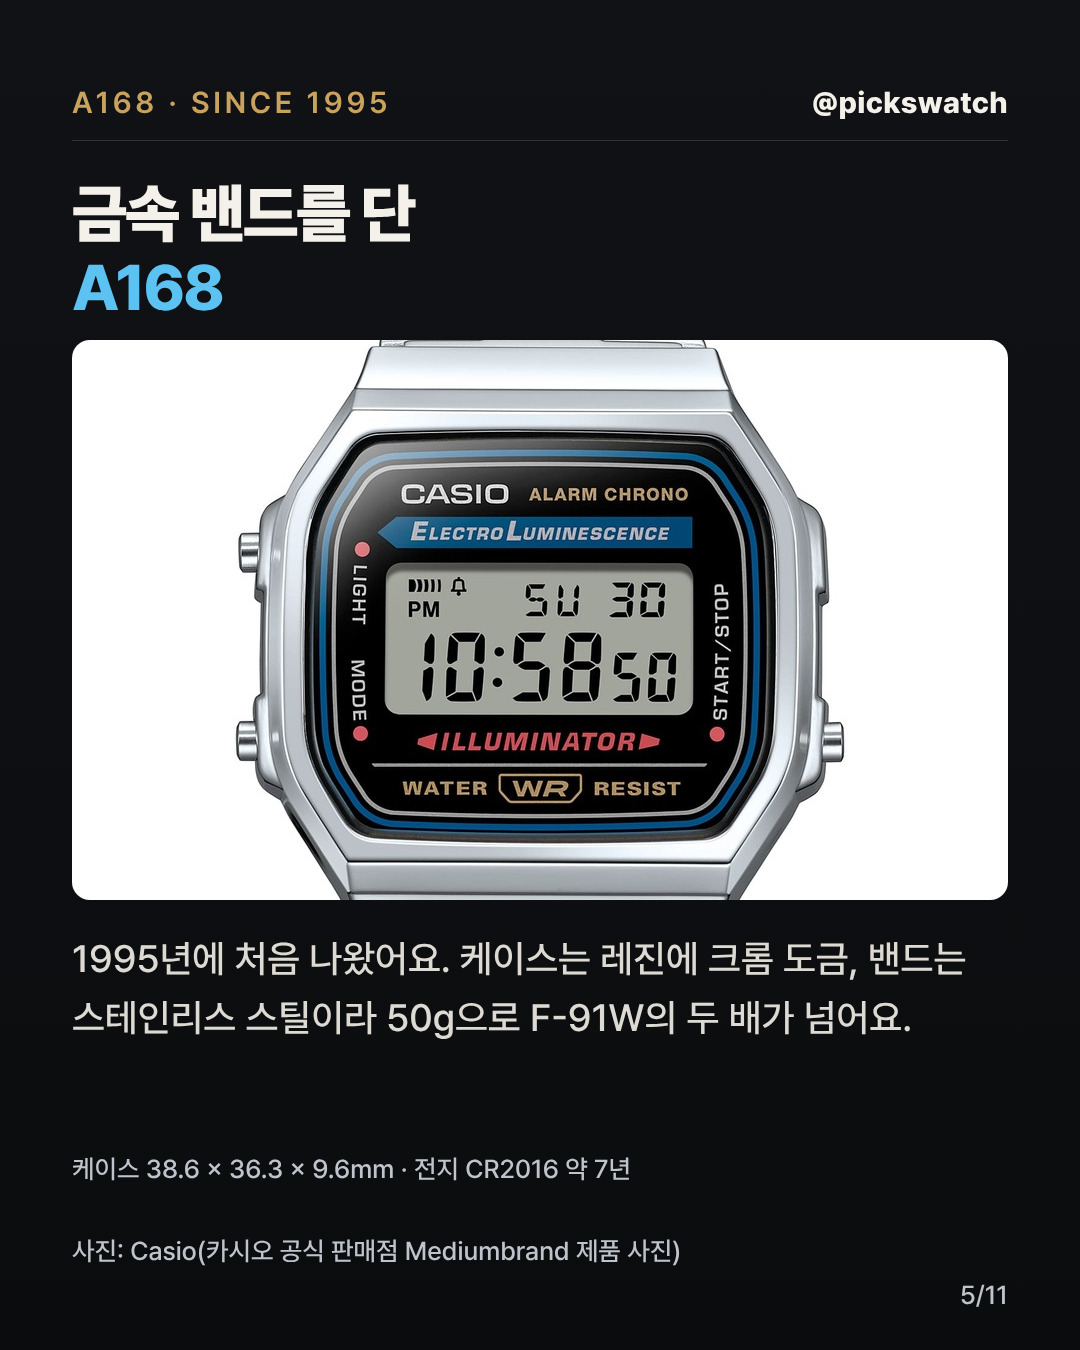 A168 · SINCE 1995
@pickswatch
금속 밴드를 단
A168
CASIO ALARM CHRONO
ELECTRO LUMINESCENCE
LIGHT
MODE
PM
SU 30
10:58 50
START/STOP
ILLUMINATOR
WATER WR RESIST
1995년에 처음 나왔어요. 케이스는 레진에 크롬 도금, 밴드는
스테인리스 스틸이라 50g으로 F-91W의 두 배가 넘어요.
케이스 38.6 × 36.3 × 9.6mm · 전지 CR2016 약 7년
사진: Casio(카시오 공식 판매점 Mediumbrand 제품 사진)
5/11